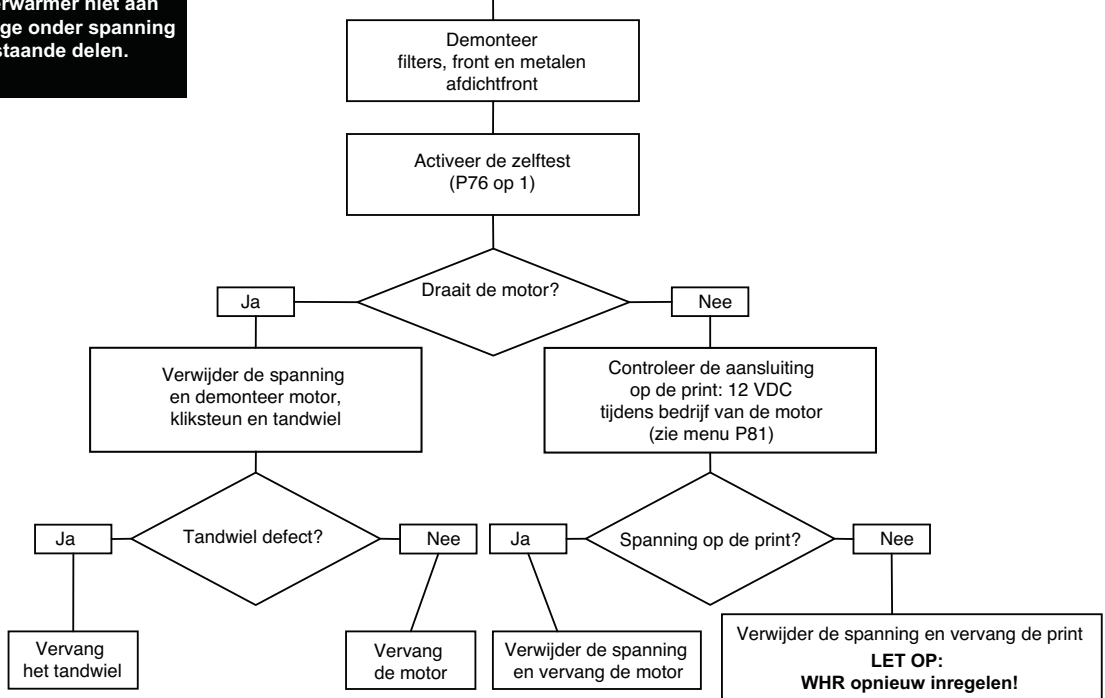 erwarmer niet aan
ge onder spanning
staande delen.
Demonteer
filters, front en metalen
afdichtfront
Activeer de zelftest
(P76 op 1)
Draait de motor?
Ja
Nee
Verwijder de spanning
en demonteer motor,
kliksteun en tandwiel
Controleer de aansluiting
op de print: 12 VDC
tijdens bedrijf van de motor
(zie menu P81)
Tandwiel defect?
Ja
Nee
Spanning op de print?
Ja
Nee
Vervang
het tandwiel
Vervang
de motor
Verwijder de spanning
en vervang de motor
Verwijder de spanning en vervang de print
LET OP:
WHR opnieuw inregelen!